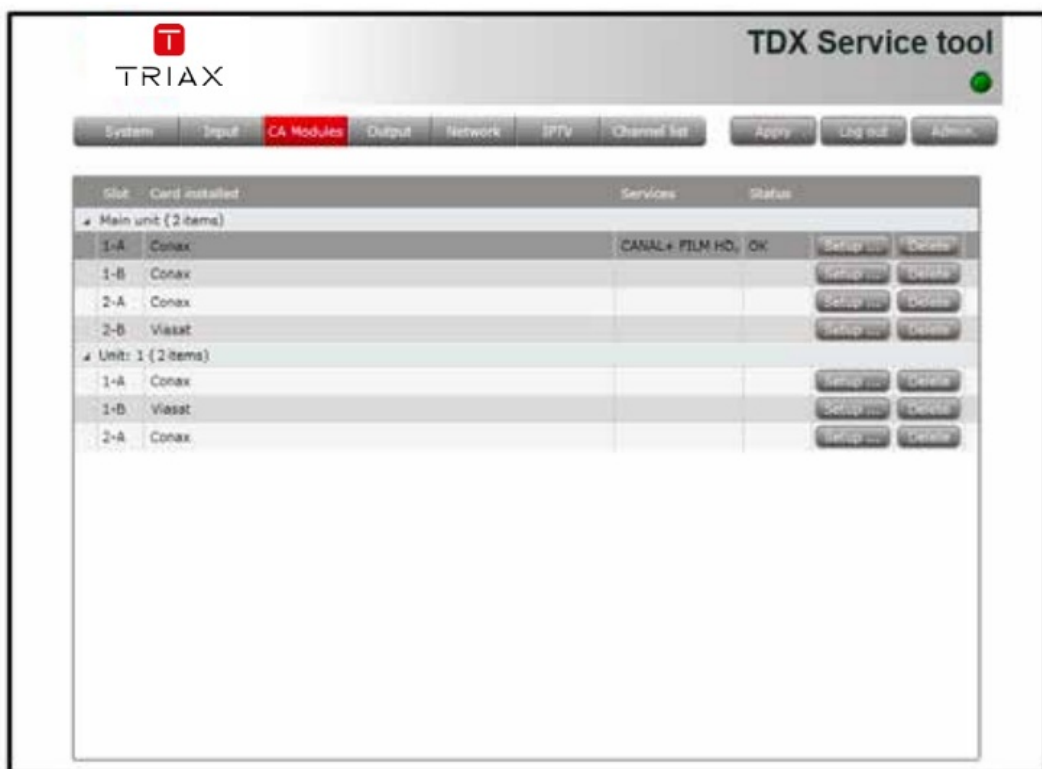 TRIAX
TDX Service tool
System Input CA Modules Output Network IPTV Channel list Apply Log out Admin.
Slot Card installed Services Status
Main unit (2 items)
1-A Conax CANAL+ FILM HD, OK Setup ... Delete
1-B Conax Setup ... Delete
2-A Conax Setup ... Delete
2-B Viasat Setup ... Delete
Unit: 1 (2 items)
1-A Conax Setup ... Delete
1-B Viasat Setup ... Delete
2-A Conax Setup ... Delete